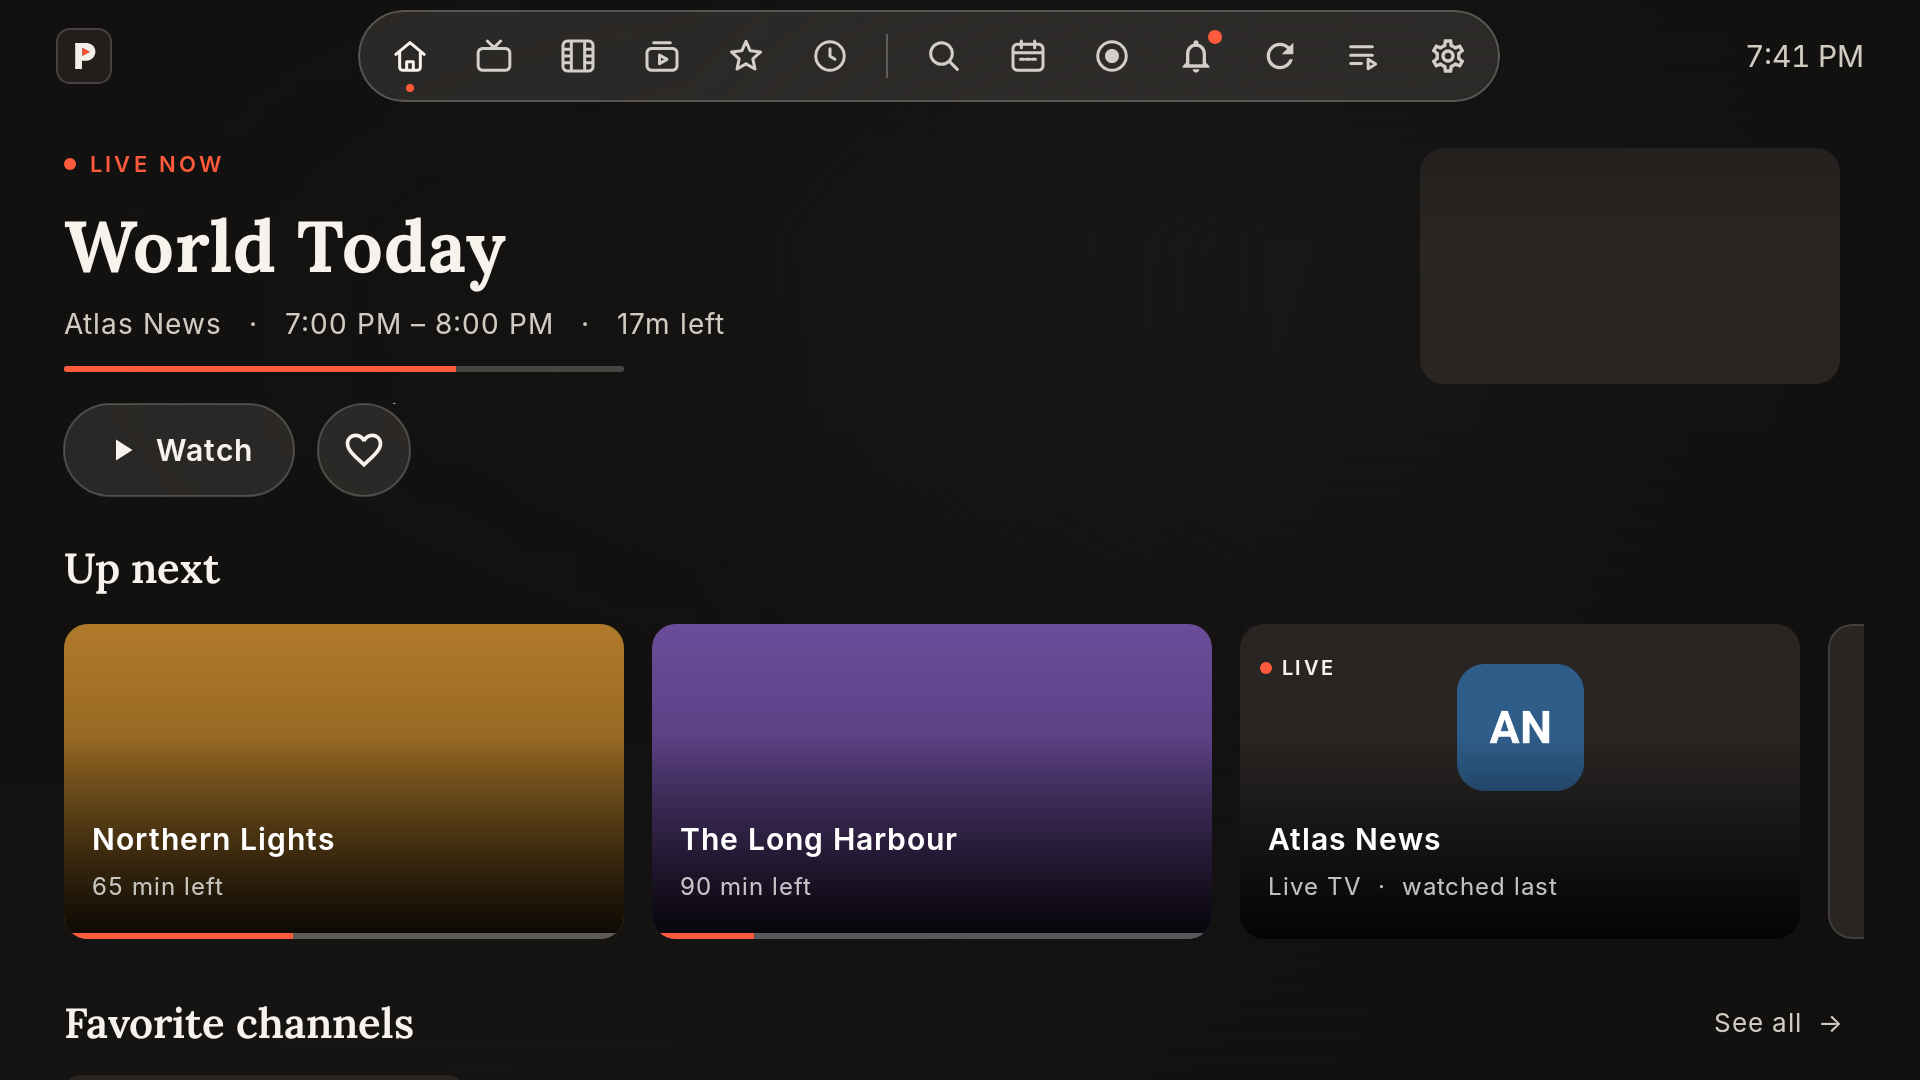 P
7:41 PM
LIVE NOW
World Today
Atlas News · 7:00 PM – 8:00 PM · 17m left
Watch
Up next
Northern Lights
65 min left
The Long Harbour
90 min left
LIVE
AN
Atlas News
Live TV · watched last
Favorite channels
See all →